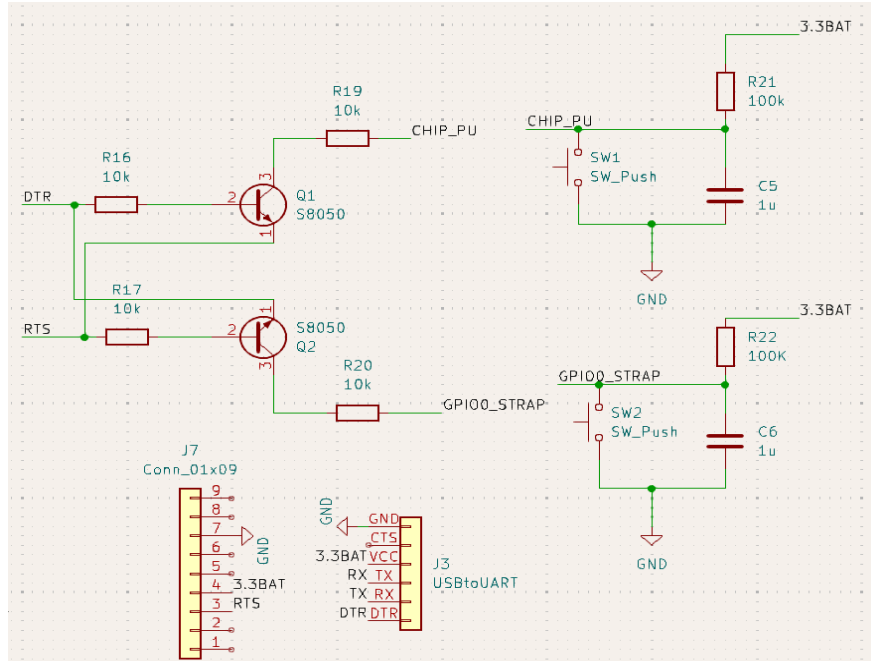 3.3BAT
R21
100k
CHIP_PU
SW1
SW_Push
C5
1u
GND
R19
10k
CHIP_PU
R16
10k
DTR
2
3
1
Q1
S8050
R17
10k
RTS
2
1
3
S8050
Q2
R20
10k
GPIO0_STRAP
3.3BAT
R22
100K
GPIO0_STRAP
SW2
SW_Push
C6
1u
GND
J7
Conn_01x09
9
8
7
6
5
4
3
2
1
GND
3.3BAT
RTS
GND
GND
CTS
3.3BAT VCC
RX TX
TX RX
DTR DTR
J3
USBtoUART